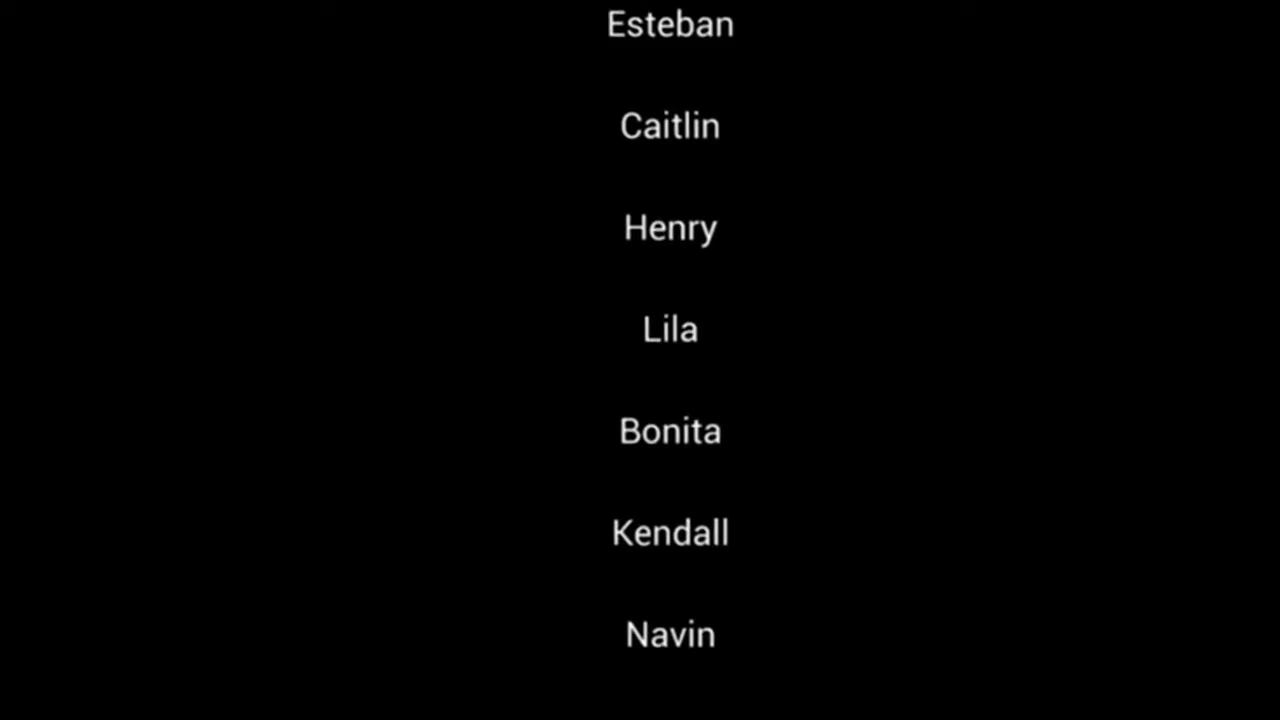 Esteban
Caitlin
Henry
Lila
Bonita
Kendall
Navin